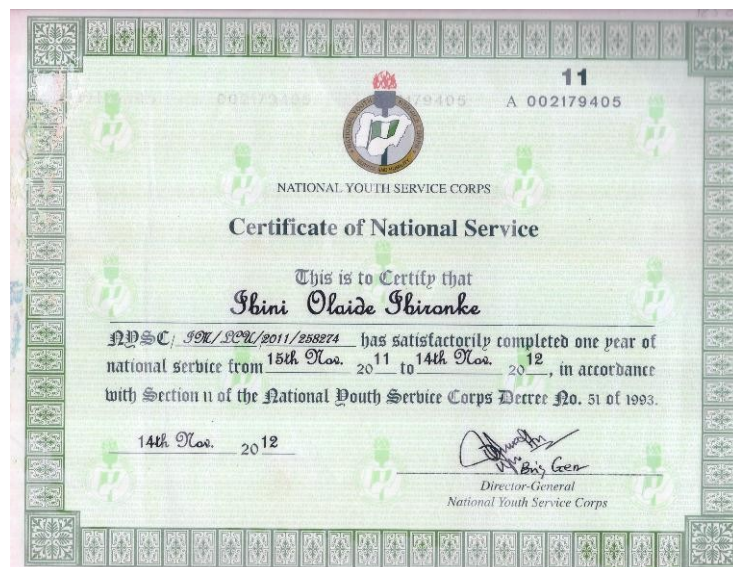 11
A 002179405
NATIONAL YOUTH SERVICE CORPS
Certificate of National Service
This is to Certify that
Ibini Olaide Ibironke
NYSC; IM/LCU/2011/258274 has satisfactorily completed one year of
national service from 15th Nov. 2011 to 14th Nov. 2012, in accordance
with Section 11 of the National Youth Service Corps Decree No. 51 of 1993.
14th Nov. 2012
Brig Gen
Director-General
National Youth Service Corps